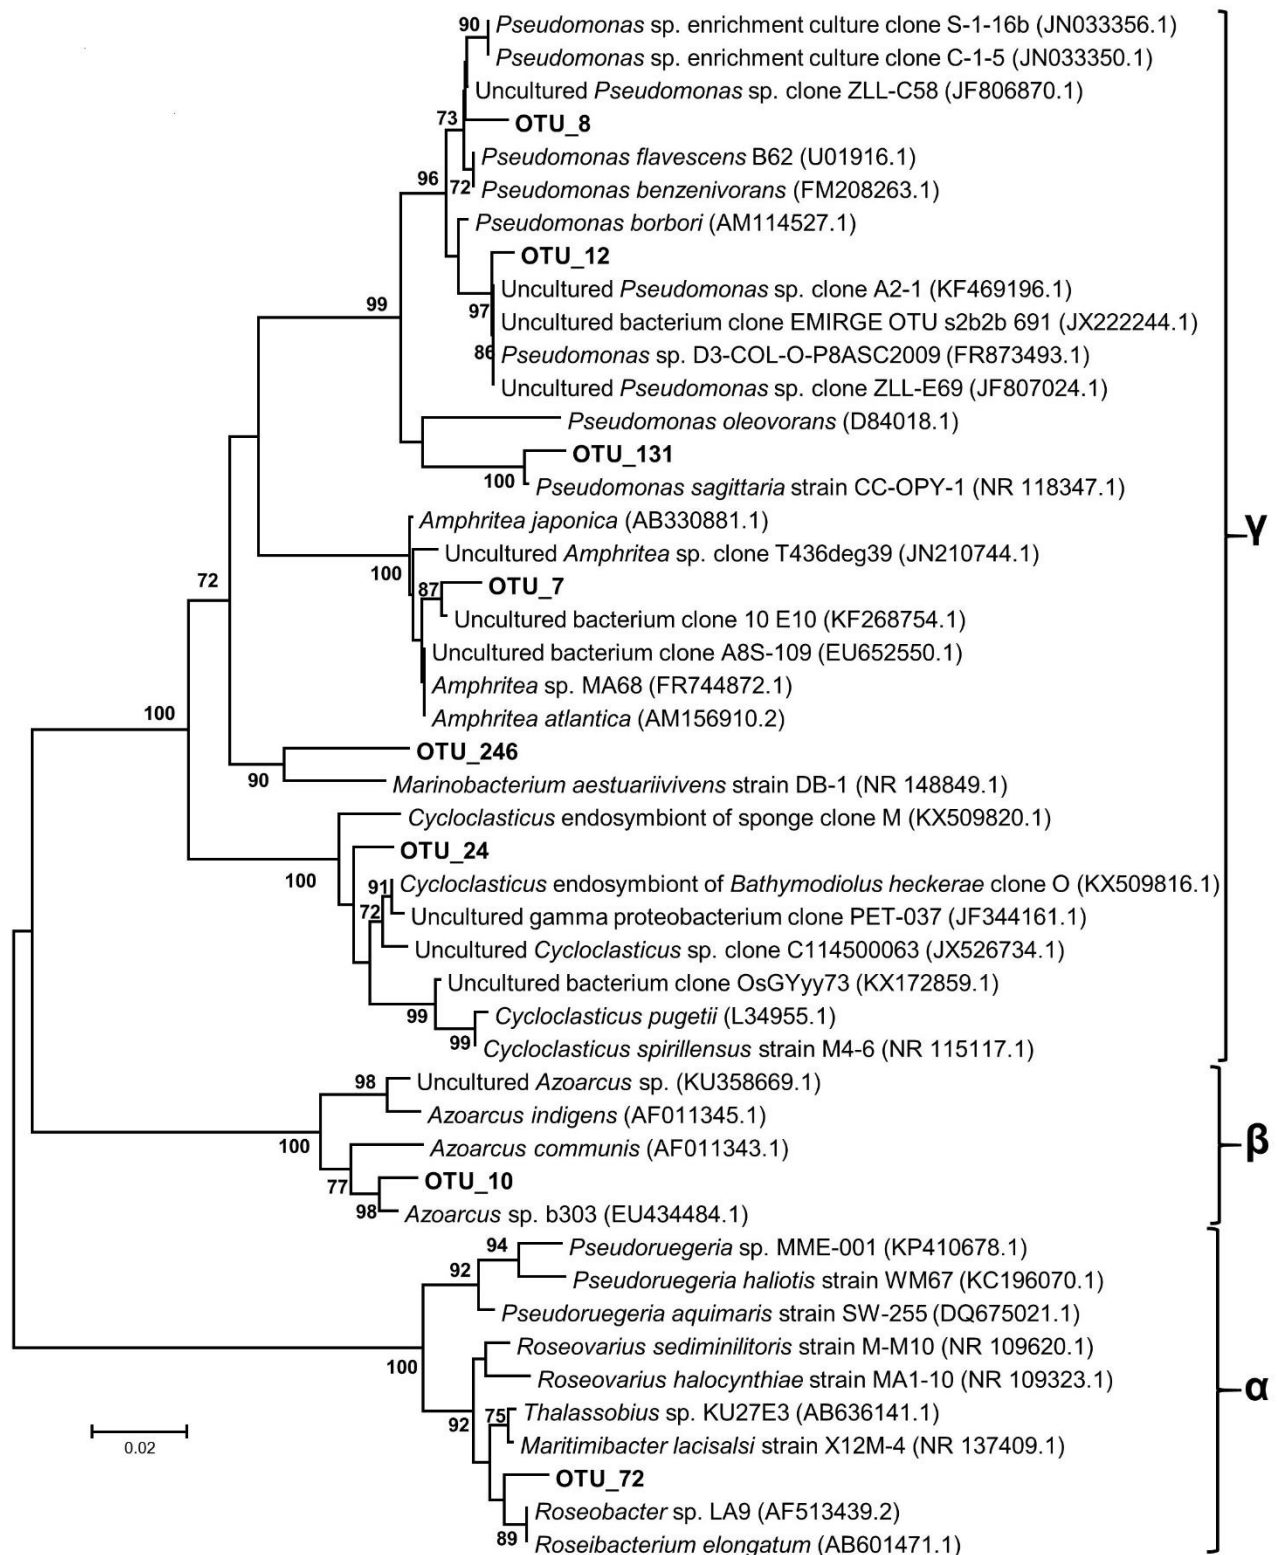 90
Pseudomonas sp. enrichment culture clone S-1-16b (JN033356.1)
Pseudomonas sp. enrichment culture clone C-1-5 (JN033350.1)
Uncultured Pseudomonas sp. clone ZLL-C58 (JF806870.1)
73
OTU_8
Pseudomonas flavescens B62 (U01916.1)
96
72
Pseudomonas benzenivorans (FM208263.1)
Pseudomonas borbori (AM114527.1)
OTU_12
Uncultured Pseudomonas sp. clone A2-1 (KF469196.1)
99
97
Uncultured bacterium clone EMIRGE OTU s2b2b 691 (JX222244.1)
86
Pseudomonas sp. D3-COL-O-P8ASC2009 (FR873493.1)
Uncultured Pseudomonas sp. clone ZLL-E69 (JF807024.1)
Pseudomonas oleovorans (D84018.1)
OTU_131
100
Pseudomonas sagittaria strain CC-OPY-1 (NR 118347.1)
Amphritea japonica (AB330881.1)
γ
Uncultured Amphritea sp. clone T436deg39 (JN210744.1)
100
72
87
OTU_7
Uncultured bacterium clone 10 E10 (KF268754.1)
Uncultured bacterium clone A8S-109 (EU652550.1)
Amphritea sp. MA68 (FR744872.1)
100
Amphritea atlantica (AM156910.2)
OTU_246
90
Marinobacterium aestuariivivens strain DB-1 (NR 148849.1)
Cycloclasticus endosymbiont of sponge clone M (KX509820.1)
OTU_24
100
91
Cycloclasticus endosymbiont of Bathymodiolus heckerae clone O (KX509816.1)
72
Uncultured gamma proteobacterium clone PET-037 (JF344161.1)
Uncultured Cycloclasticus sp. clone C114500063 (JX526734.1)
Uncultured bacterium clone OsGYyy73 (KX172859.1)
99
Cycloclasticus pugetii (L34955.1)
99
Cycloclasticus spirillensus strain M4-6 (NR 115117.1)
98
Uncultured Azoarcus sp. (KU358669.1)
Azoarcus indigens (AF011345.1)
100
Azoarcus communis (AF011343.1)
β
77
OTU_10
98
Azoarcus sp. b303 (EU434484.1)
94
Pseudoruegeria sp. MME-001 (KP410678.1)
92
Pseudoruegeria haliotis strain WM67 (KC196070.1)
Pseudoruegeria aquimaris strain SW-255 (DQ675021.1)
Roseovarius sediminilitoris strain M-M10 (NR 109620.1)
100
Roseovarius halocynthiae strain MA1-10 (NR 109323.1)
α
75
Thalassobius sp. KU27E3 (AB636141.1)
92
Maritimibacter lacisalsi strain X12M-4 (NR 137409.1)
0.02
OTU_72
Roseobacter sp. LA9 (AF513439.2)
89
Roseibacterium elongatum (AB601471.1)